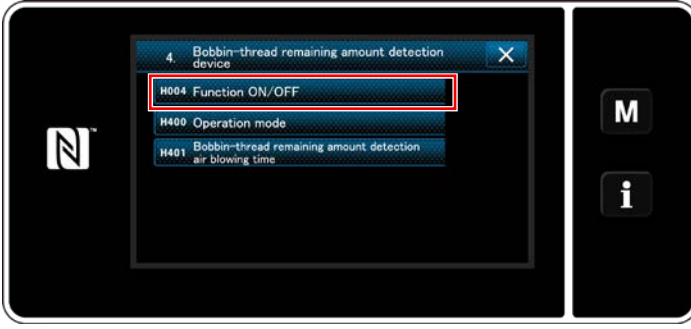 4. Bobbin-thread remaining amount detection
device
H004 Function ON/OFF
H400 Operation mode
H401 Bobbin-thread remaining amount detection
air blowing time
M
i